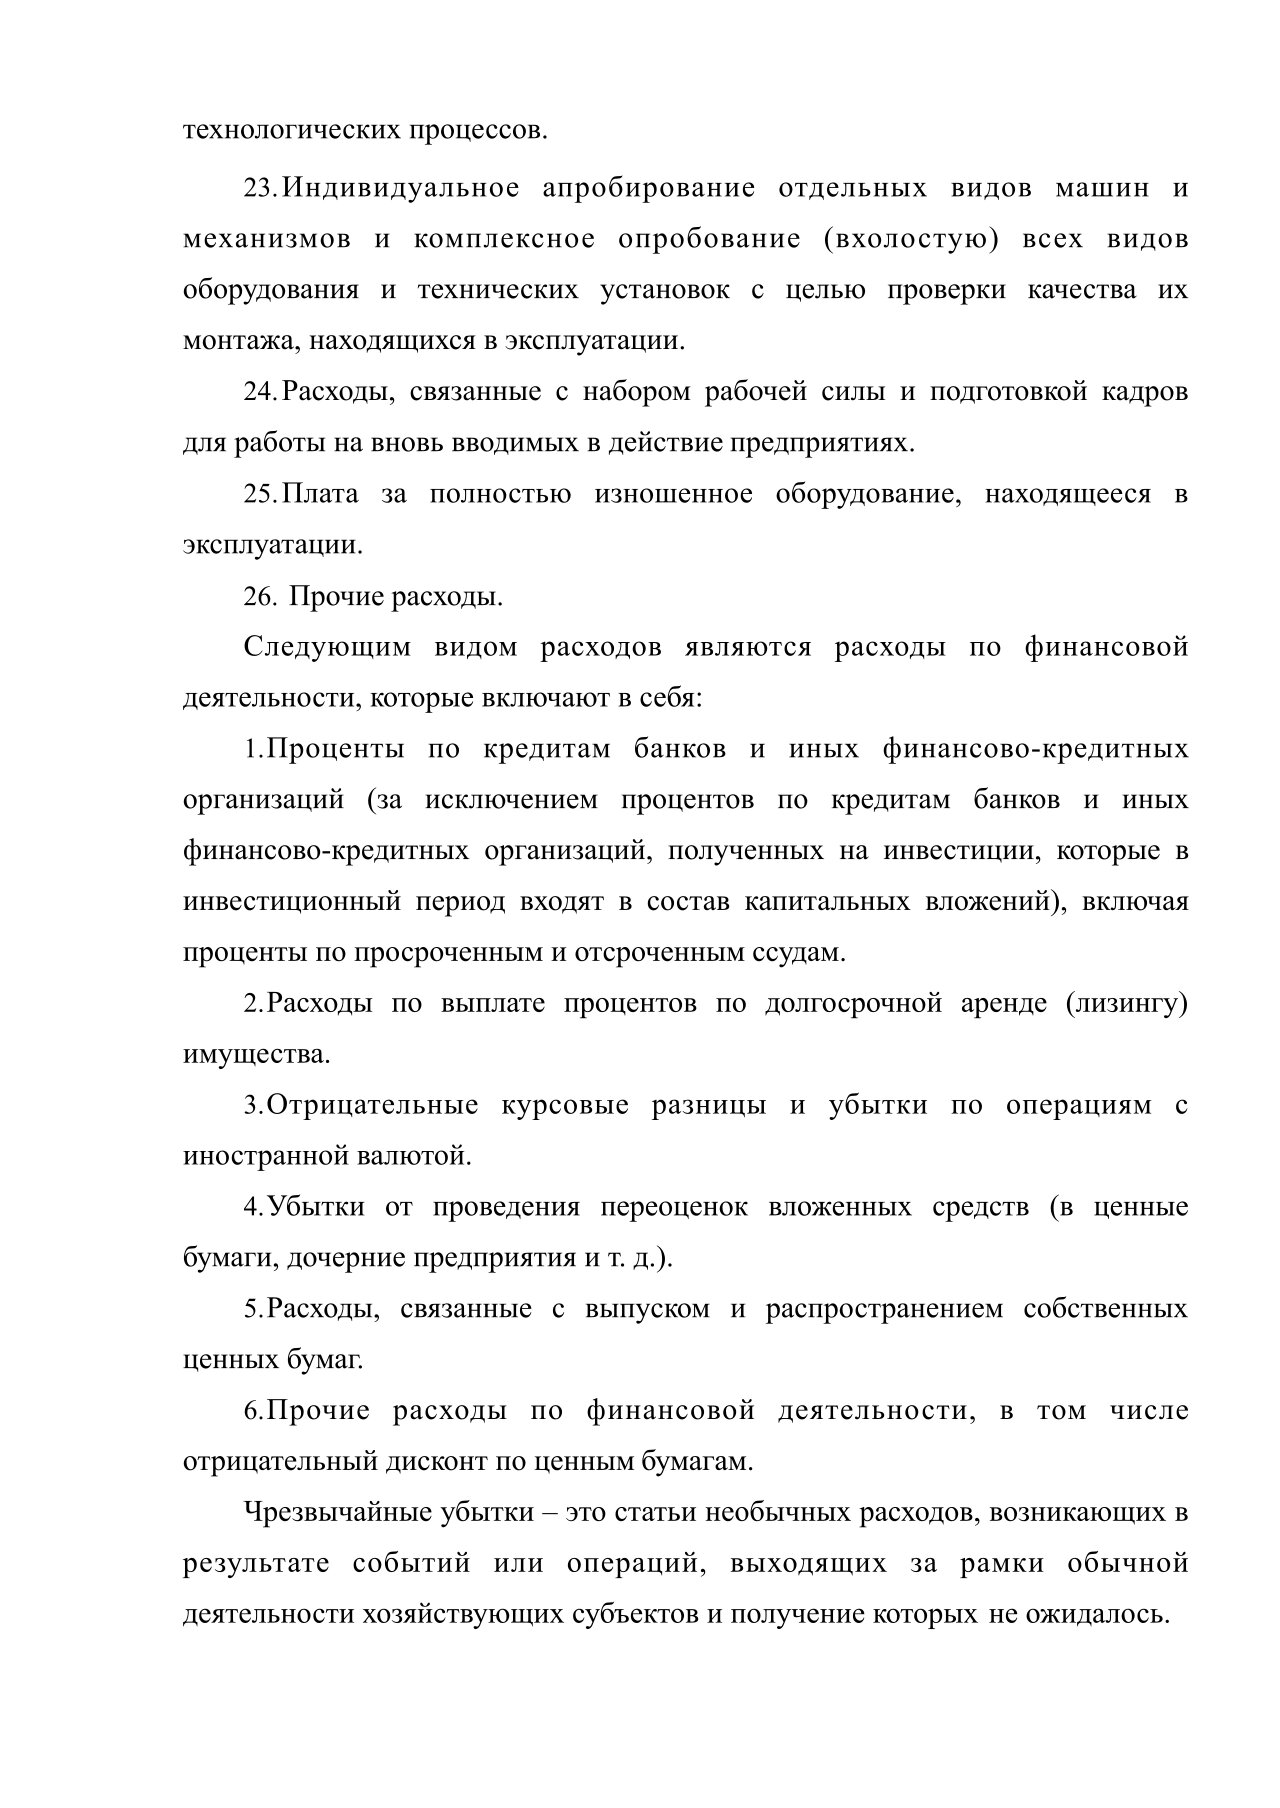 технологических процессов.
23.Индивидуальное апробирование отдельных видов машин и
механизмов и комплексное опробование (вхолостую) всех видов
оборудования и технических установок с целью проверки качества их
монтажа, находящихся в эксплуатации.
24.Расходы, связанные с набором рабочей силы и подготовкой кадров
для работы на вновь вводимых в действие предприятиях.
25.Плата за полностью изношенное оборудование, находящееся в
эксплуатации.
26. Прочие расходы.
Следующим видом расходов являются расходы по финансовой
деятельности, которые включают в себя:
1.Проценты по кредитам банков и иных финансово-кредитных
организаций (за исключением процентов по кредитам банков и иных
финансово-кредитных организаций, полученных на инвестиции, которые в
инвестиционный период входят в состав капитальных вложений), включая
проценты по просроченным и отсроченным ссудам.
2.Расходы по выплате процентов по долгосрочной аренде (лизингу)
имущества.
3.Отрицательные курсовые разницы и убытки по операциям с
иностранной валютой.
4.Убытки от проведения переоценок вложенных средств (в ценные
бумаги, дочерние предприятия и т. д.).
5.Расходы, связанные с выпуском и распространением собственных
ценных бумаг.
6.Прочие расходы по финансовой деятельности, в том числе
отрицательный дисконт по ценным бумагам.
Чрезвычайные убытки – это статьи необычных расходов, возникающих в
результате событий или операций, выходящих за рамки обычной
деятельности хозяйствующих субъектов и получение которых не ожидалось.